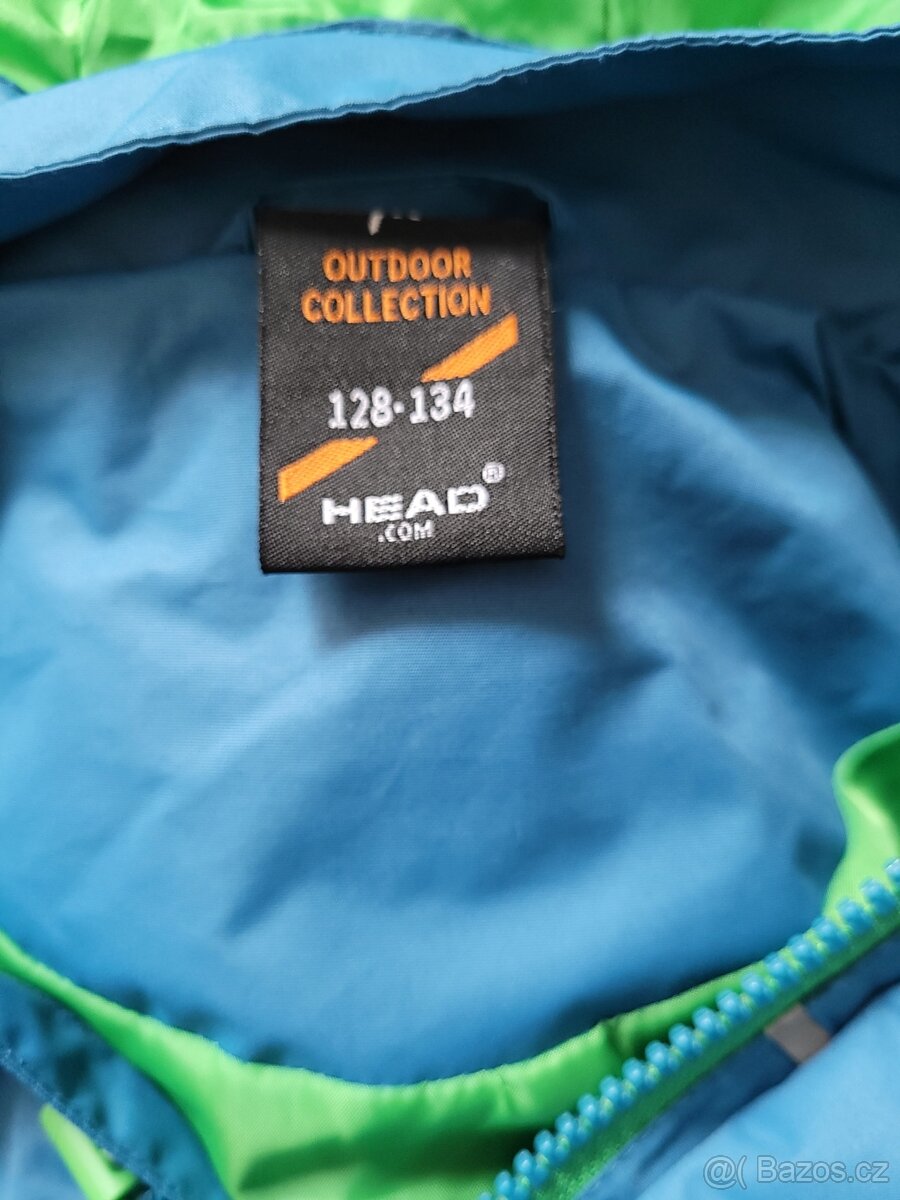 OUTDOOR
COLLECTION
128-134
HEAD®
.COM
@( Bazos.cz